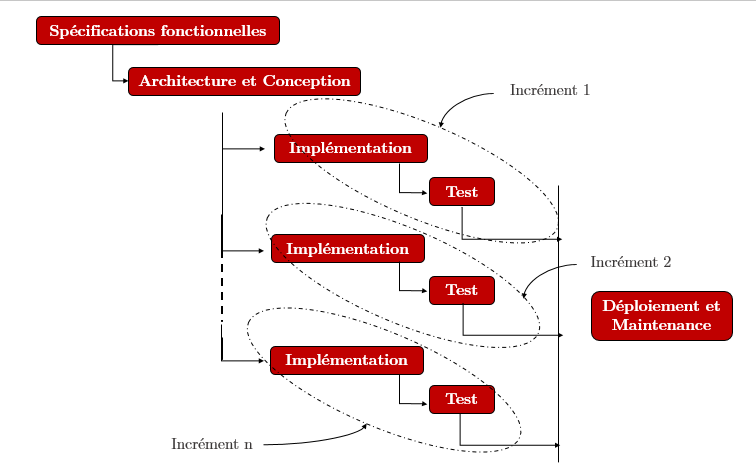 Spécifications fonctionnelles
Architecture et Conception
Incrément 1
Implémentation
Test
Implémentation
Incrément 2
Test
Déploiement et
Maintenance
Implémentation
Test
Incrément n